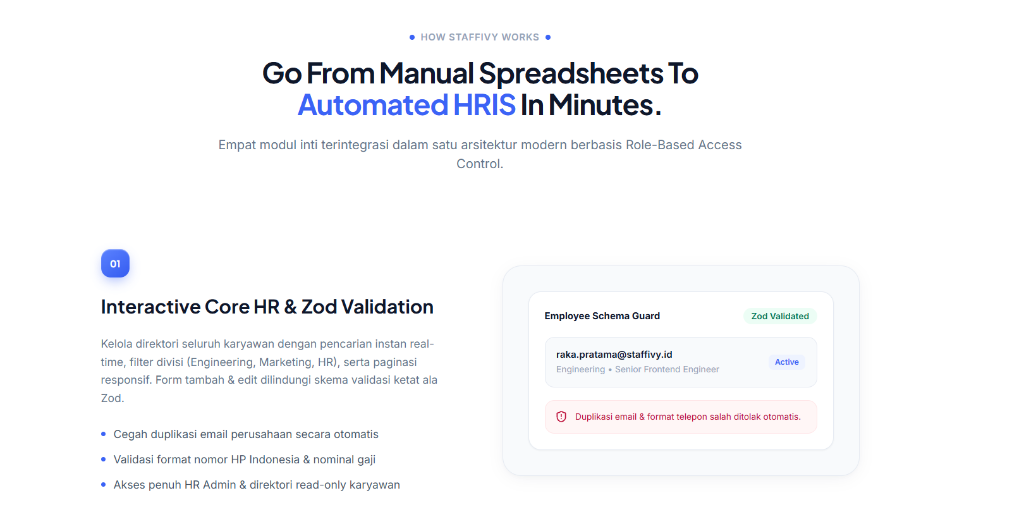 HOW STAFFIVY WORKS
Go From Manual Spreadsheets To
Automated HRIS In Minutes.
Empat modul inti terintegrasi dalam satu arsitektur modern berbasis Role-Based Access
Control.
01
Interactive Core HR & Zod Validation
Kelola direktori seluruh karyawan dengan pencarian instan real-
time, filter divisi (Engineering, Marketing, HR), serta paginasi
responsif. Form tambah & edit dilindungi skema validasi ketat ala
Zod.
Cegah duplikasi email perusahaan secara otomatis
Validasi format nomor HP Indonesia & nominal gaji
Akses penuh HR Admin & direktori read-only karyawan
Employee Schema Guard
Zod Validated
raka.pratama@staffivy.id
Engineering • Senior Frontend Engineer
Active
Duplikasi email & format telepon salah ditolak otomatis.